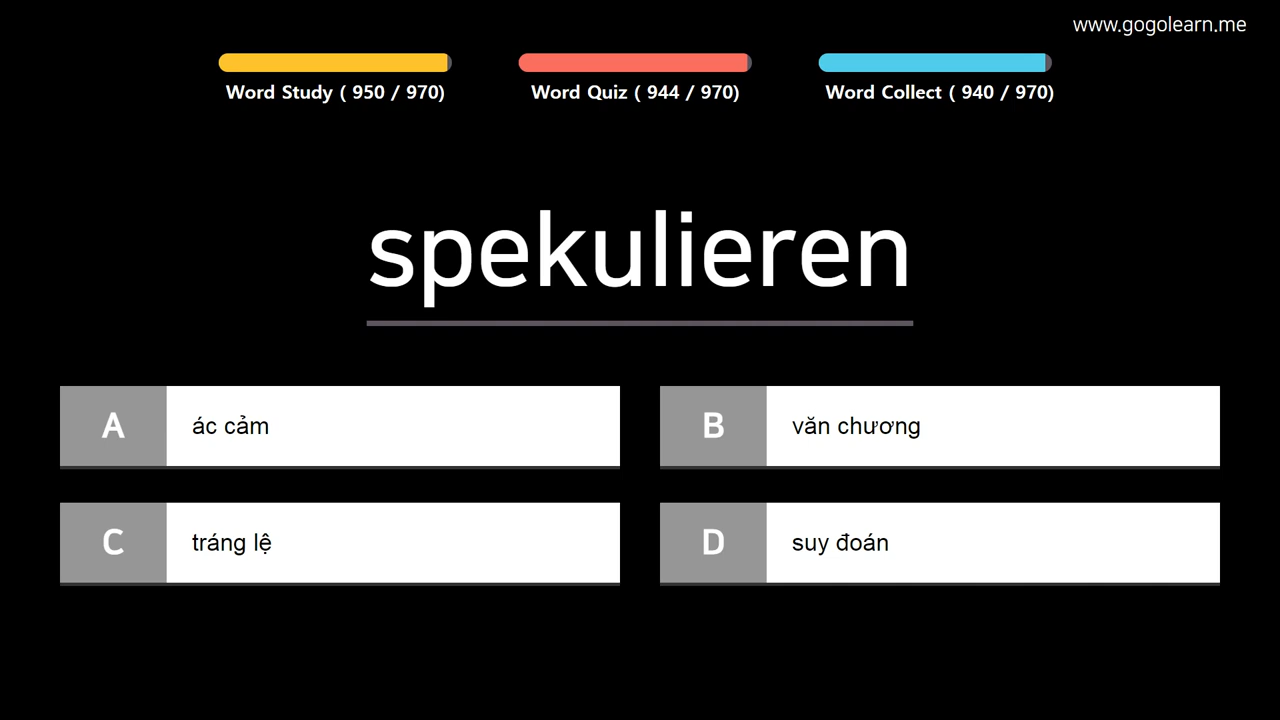 www.gogolearn.me
Word Study ( 950 / 970)
Word Quiz ( 944 / 970)
Word Collect ( 940 / 970)
spekulieren
A ác cảm
B văn chương
C tráng lệ
D suy đoán